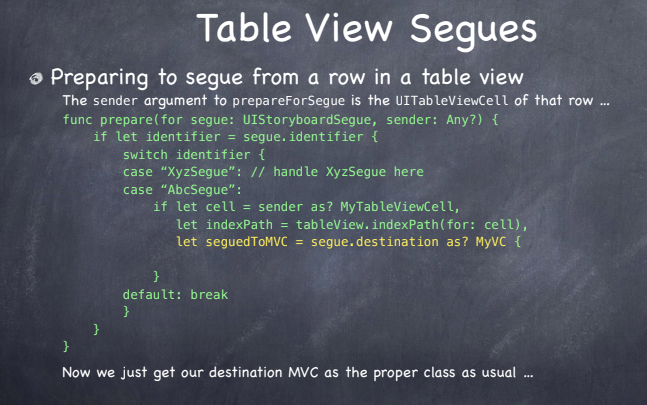 Table View Segues
Preparing to segue from a row in a table view
The sender argument to prepareForSegue is the UITableViewCell of that row ...
func prepare(for segue: UIStoryboardSegue, sender: Any?) {
    if let identifier = segue.identifier {
        switch identifier {
        case “XyzSegue”: // handle XyzSegue here
        case “AbcSegue”:
            if let cell = sender as? MyTableViewCell,
               let indexPath = tableView.indexPath(for: cell),
               let seguedToMVC = segue.destination as? MyVC {
            }
        default: break
        }
    }
}
Now we just get our destination MVC as the proper class as usual ...